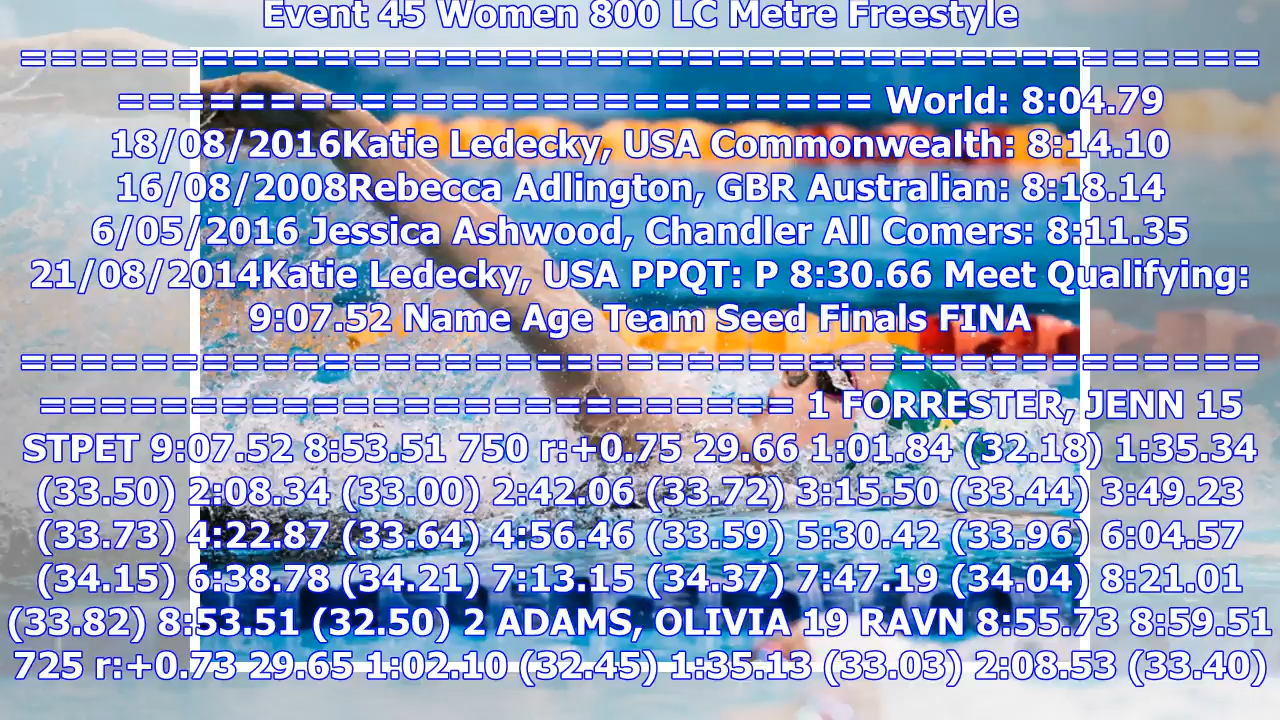 Event 45 Women 800 LC Metre Freestyle
=========================================
========================= World: 8:04.79
18/08/2016Katie Ledecky, USA Commonwealth: 8:14.10
16/08/2008Rebecca Adlington, GBR Australian: 8:18.14
6/05/2016 Jessica Ashwood, Chandler All Comers: 8:11.35
21/08/2014Katie Ledecky, USA PPQT: P 8:30.66 Meet Qualifying:
9:07.52 Name Age Team Seed Finals FINA
=========================================
========================= 1 FORRESTER, JENN 15
STPET 9:07.52 8:53.51 750 r:+0.75 29.66 1:01.84 (32.18) 1:35.34
(33.50) 2:08.34 (33.00) 2:42.06 (33.72) 3:15.50 (33.44) 3:49.23
(33.73) 4:22.87 (33.64) 4:56.46 (33.59) 5:30.42 (33.96) 6:04.57
(34.15) 6:38.78 (34.21) 7:13.15 (34.37) 7:47.19 (34.04) 8:21.01
(33.82) 8:53.51 (32.50) 2 ADAMS, OLIVIA 19 RAVN 8:55.73 8:59.51
725 r:+0.73 29.65 1:02.10 (32.45) 1:35.13 (33.03) 2:08.53 (33.40)